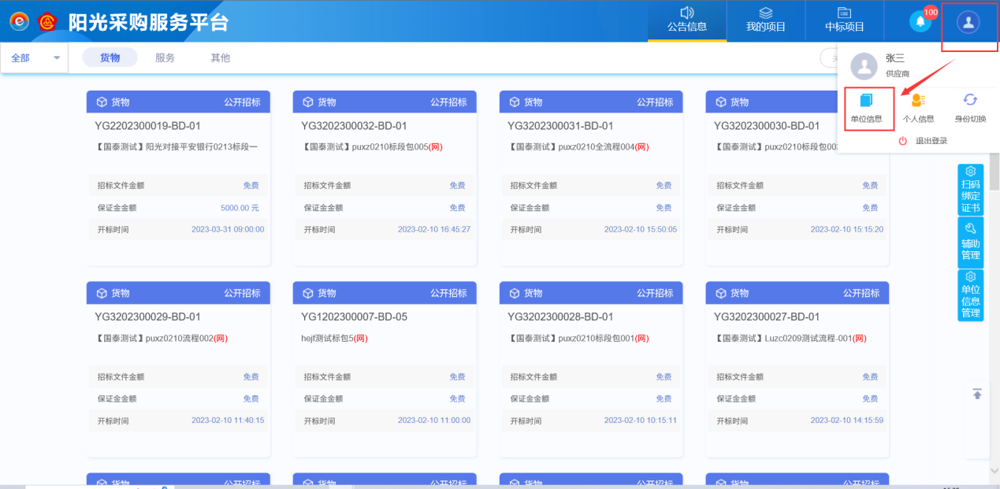 阳光采购服务平台
公告信息
我的项目
中标项目
100
全部
货物
服务
其他
张三
供应商
单位信息
个人信息
身份切换
退出登录
货物 公开招标
YG2202300019-BD-01
【国泰测试】阳光对接平安银行0213标段一
招标文件金额 免费
保证金金额 5000.00 元
开标时间 2023-03-31 09:00:00
货物 公开招标
YG3202300032-BD-01
【国泰测试】puxz0210标段包005(网)
招标文件金额 免费
保证金金额 免费
开标时间 2023-02-10 16:45:27
货物 公开招标
YG3202300031-BD-01
【国泰测试】puxz0210全流程004(网)
招标文件金额 免费
保证金金额 免费
开标时间 2023-02-10 15:50:05
货物
YG3202300030-BD-01
【国泰测试】puxz0210标段包00
招标文件金额 免费
保证金金额 免费
开标时间 2023-02-10 15:15:20
扫码
绑定
证书
辅助
管理
单位
信息
管理
货物 公开招标
YG3202300029-BD-01
【国泰测试】puxz0210流程002(网)
招标文件金额 免费
保证金金额 免费
开标时间 2023-02-10 11:40:15
货物 公开招标
YG1202300007-BD-05
hejf测试标包5(网)
招标文件金额 免费
保证金金额 免费
开标时间 2023-02-10 11:00:00
货物 公开招标
YG3202300028-BD-01
【国泰测试】puxz0210标段包001(网)
招标文件金额 免费
保证金金额 免费
开标时间 2023-02-10 10:15:11
货物 公开招标
YG3202300027-BD-01
【国泰测试】Luzc0209测试流程-001(网)
招标文件金额 免费
保证金金额 免费
开标时间 2023-02-10 14:15:59
货物 公开招标
货物 公开招标
货物 公开招标
货物 公开招标